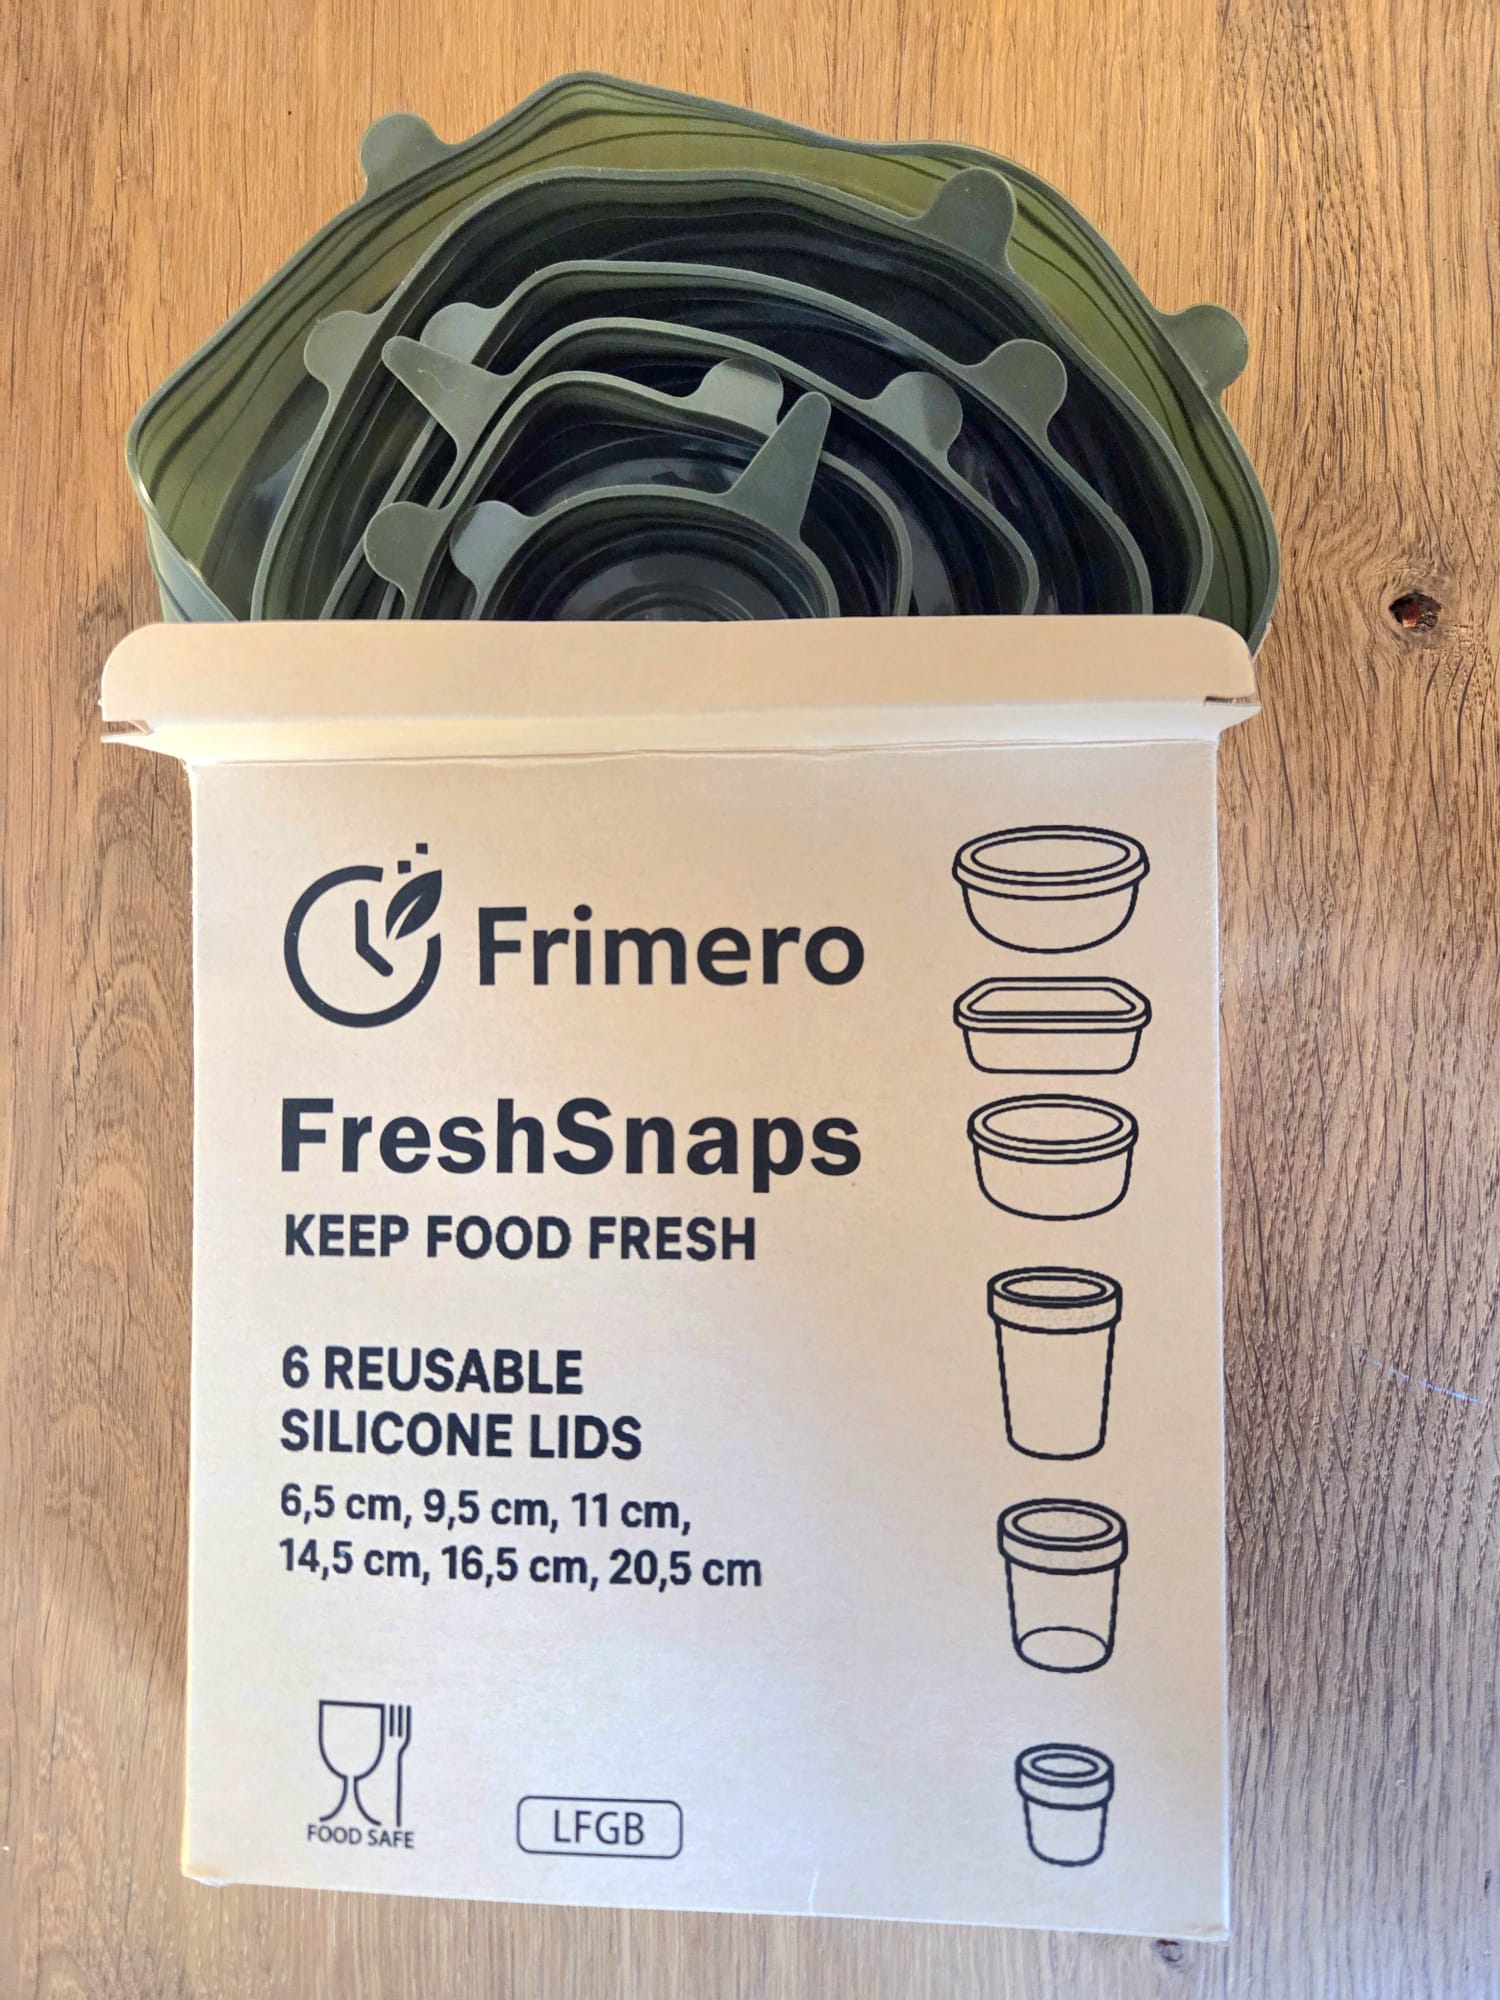 Frimero
FreshSnaps
KEEP FOOD FRESH
6 REUSABLE
SILICONE LIDS
6,5 cm, 9,5 cm, 11 cm,
14,5 cm, 16,5 cm, 20,5 cm
FOOD SAFE
LFGB